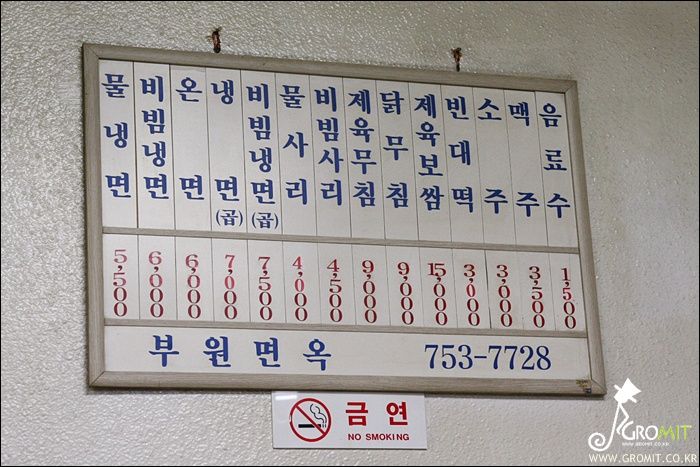 물냉면 5,500
비빔냉면 6,000
온면 6,000
냉면(곱) 7,000
비빔냉면(곱) 7,500
물사리 4,000
비빔사리 4,500
제육무침 9,000
닭무침 9,000
제육보쌈 15,000
빈대떡 3,000
소주 3,000
맥주 3,500
음료수 1,500
부원면옥 753-7728
금연
NO SMOKING
GROMIT
WWW.GROMIT.CO.KR
WWW.GROMIT.CO.KR